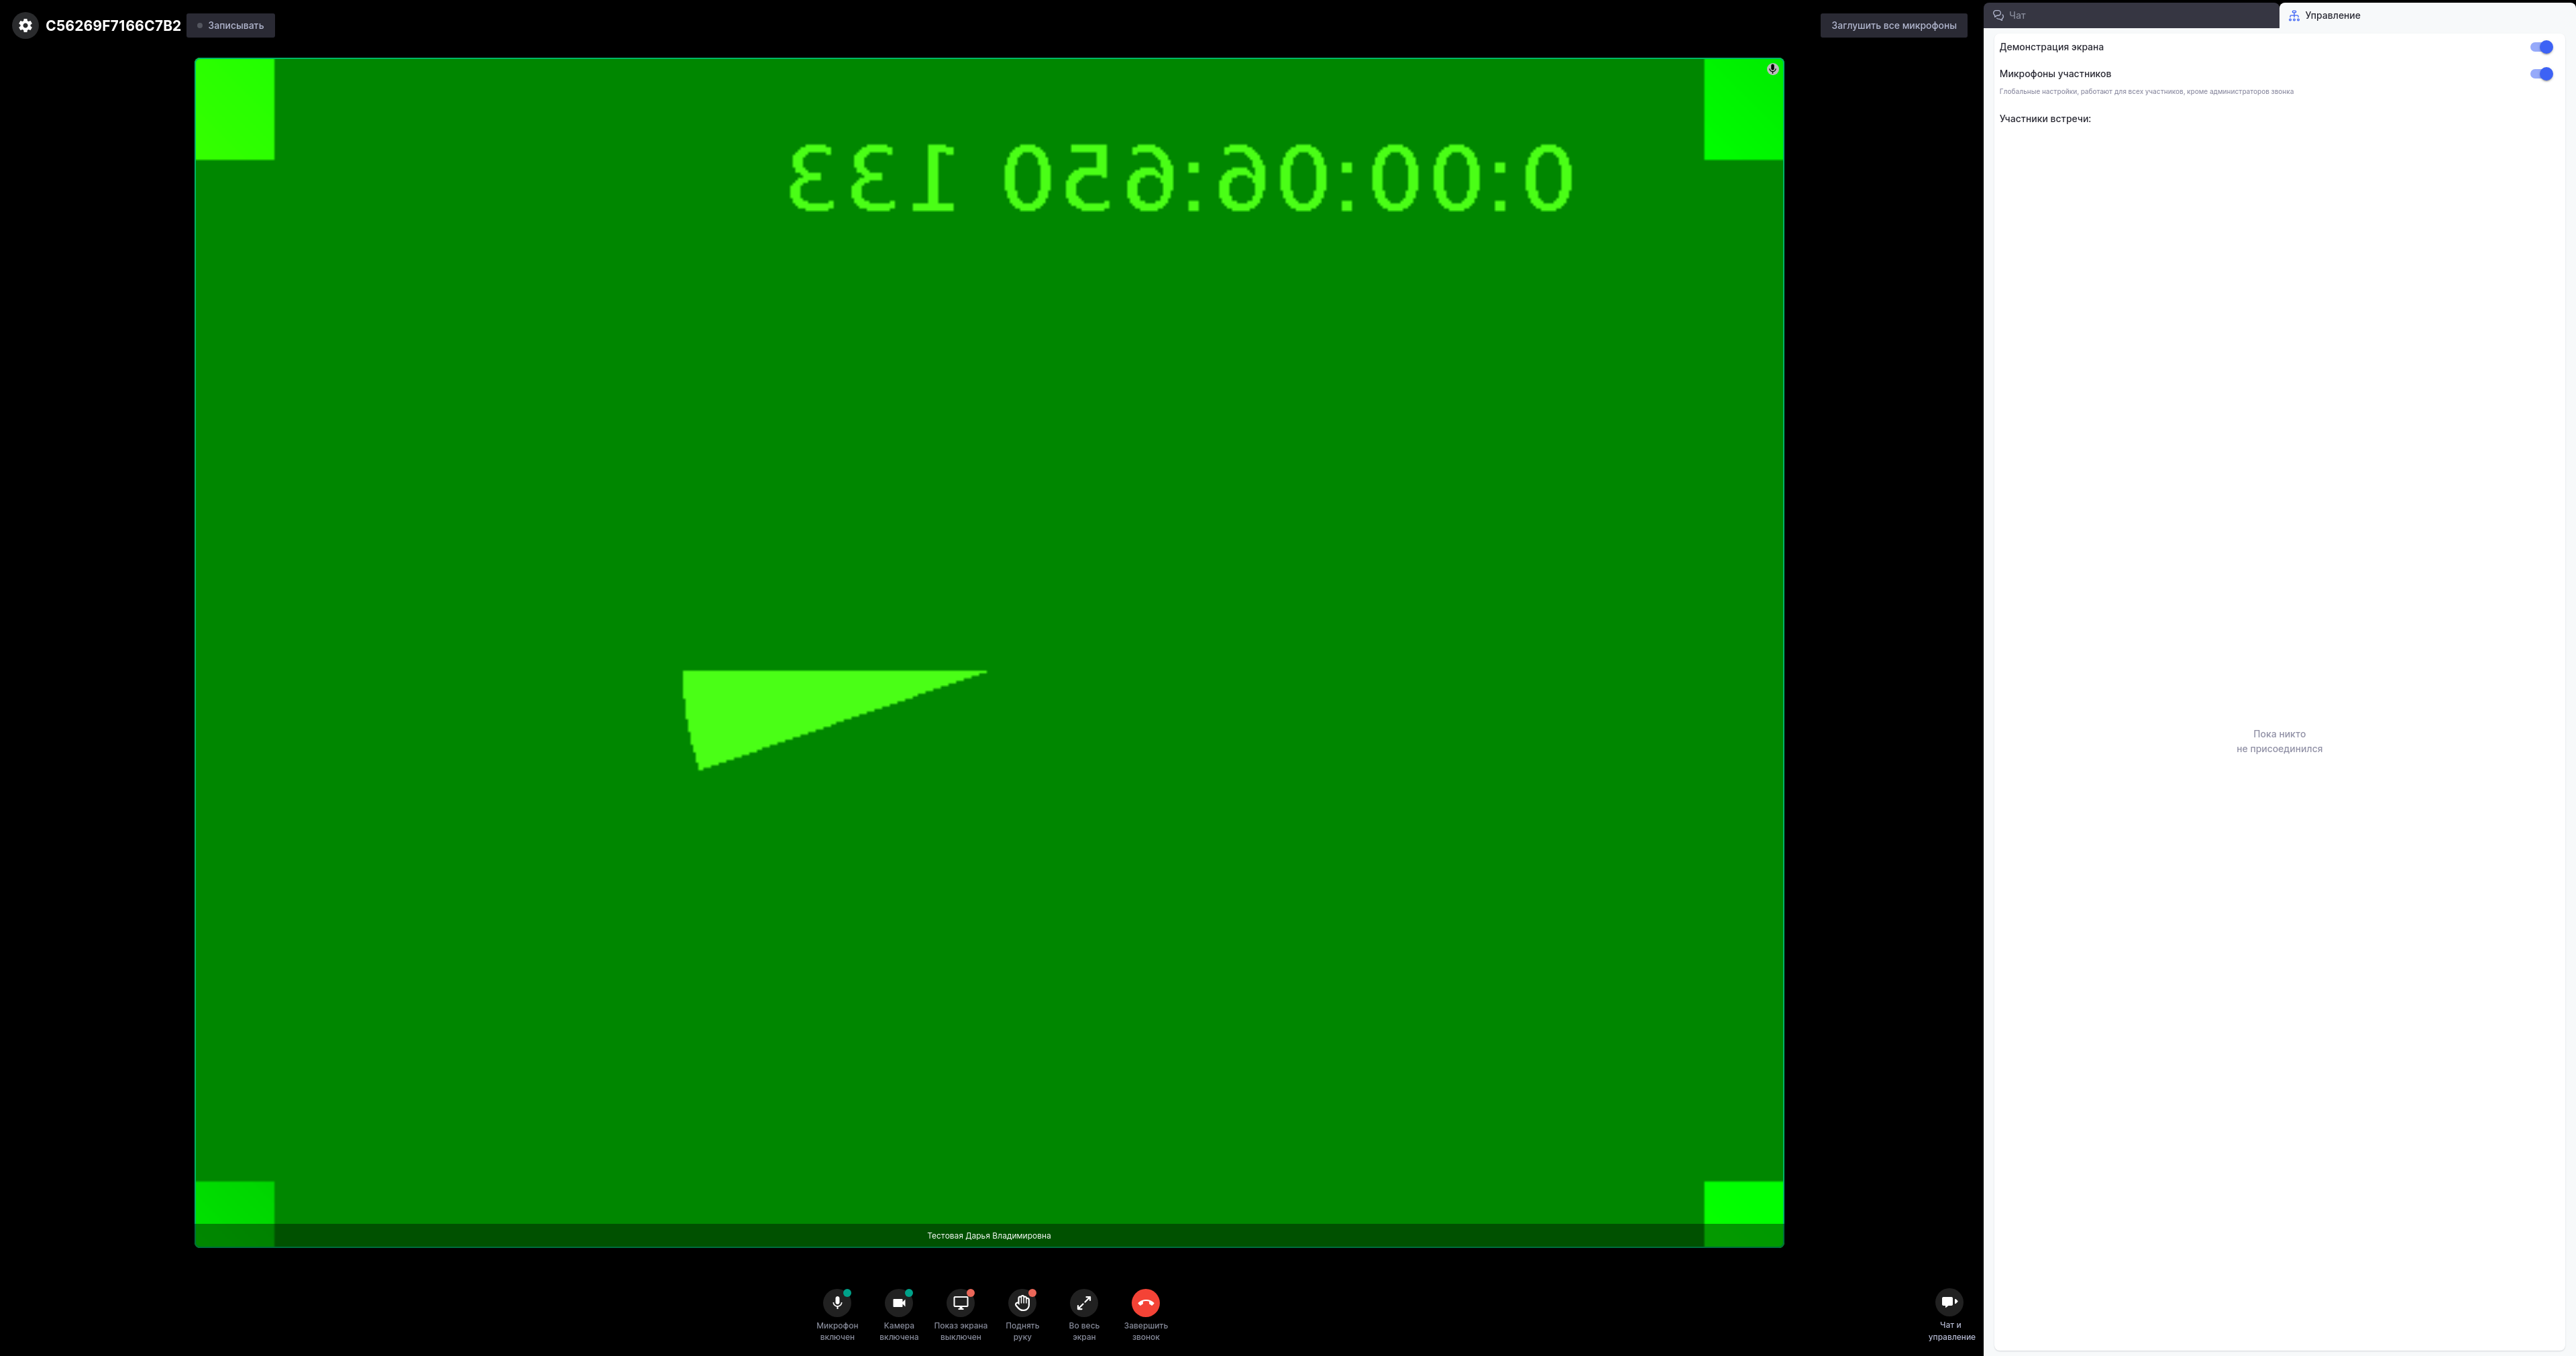 C56269F7166C7B2
Записывать
Заглушить все микрофоны
0:00:06:650 133
Тестовая Дарья Владимировна
Микрофон
включен
Камера
включена
Показ экрана
выключен
Поднять
руку
Во весь
экран
Завершить
звонок
Чат и
управление
Чат
Управление
Демонстрация экрана
Микрофоны участников
Глобальные настройки, работают для всех участников, кроме администраторов звонка
Участники встречи:
Пока никто
не присоединился